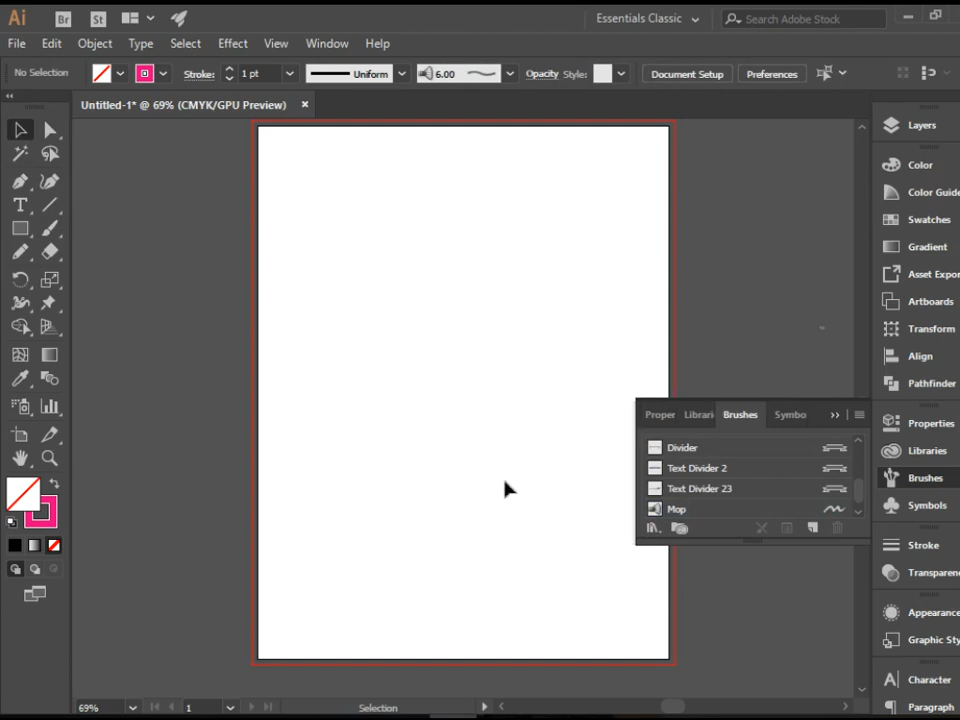 Ai Br St Essentials Classic Search Adobe Stock
File Edit Object Type Select Effect View Window Help
No Selection Stroke: 1 pt Uniform 6.00 Opacity Style: Document Setup Preferences
Untitled-1* @ 69% (CMYK/GPU Preview)
Layers
Color
Color Guide
Swatches
Gradient
Asset Expor
Artboards
Transform
Align
Pathfinder
Proper Librari Brushes Symbo
Divider
Text Divider 2
Text Divider 23
Mop
Properties
Libraries
Brushes
Symbols
Stroke
Transparenc
Appearance
Graphic Sty
Character
Paragraph
69% 1 Selection